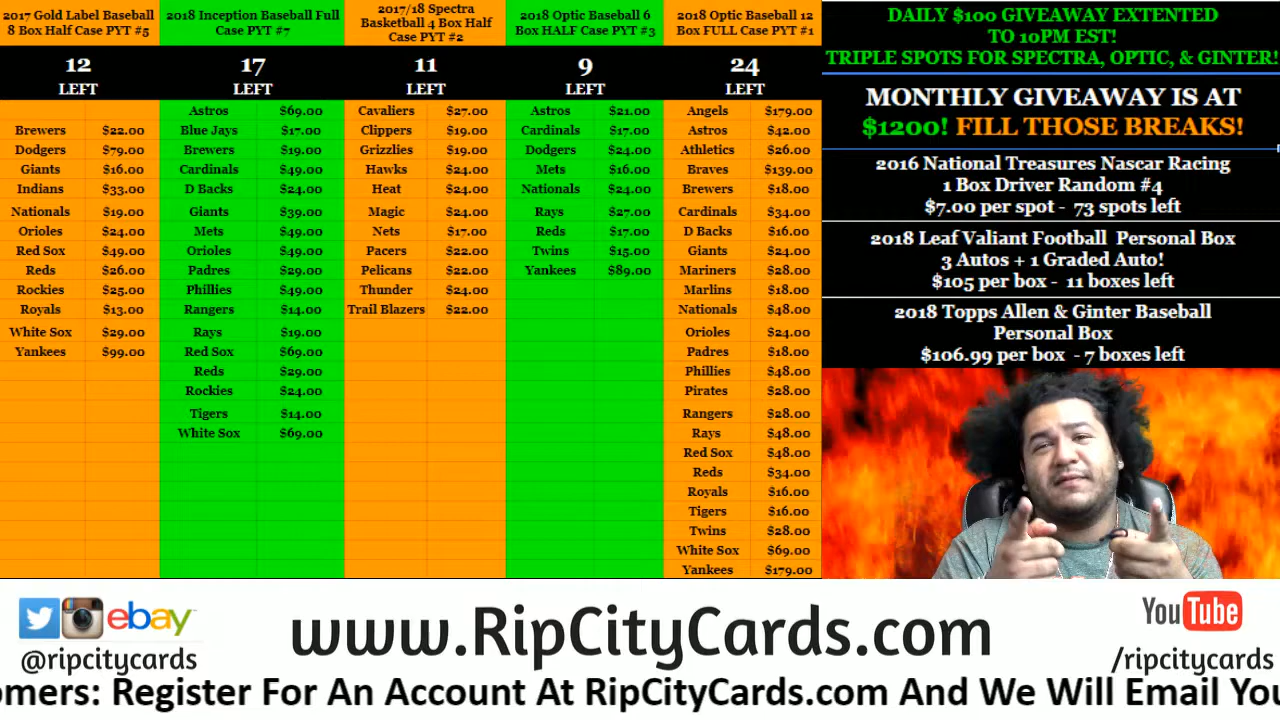 2017 Gold Label Baseball
8 Box Half Case PYT #5
12
LEFT
Brewers $22.00
Dodgers $79.00
Giants $16.00
Indians $33.00
Nationals $19.00
Orioles $24.00
Red Sox $49.00
Reds $26.00
Rockies $25.00
Royals $13.00
White Sox $29.00
Yankees $99.00
2018 Inception Baseball Full
Case PYT #7
17
LEFT
Astros $69.00
Blue Jays $17.00
Brewers $19.00
Cardinals $49.00
D Backs $24.00
Giants $39.00
Mets $49.00
Orioles $49.00
Padres $29.00
Phillies $49.00
Rangers $14.00
Rays $19.00
Red Sox $69.00
Reds $29.00
Rockies $24.00
Tigers $14.00
White Sox $69.00
2017/18 Spectra
Basketball 4 Box Half
Case PYT #2
11
LEFT
Cavaliers $27.00
Clippers $19.00
Grizzlies $19.00
Hawks $24.00
Heat $24.00
Magic $24.00
Nets $17.00
Pacers $22.00
Pelicans $22.00
Thunder $24.00
Trail Blazers $22.00
2018 Optic Baseball 6
Box HALF Case PYT #3
9
LEFT
Astros $21.00
Cardinals $17.00
Dodgers $24.00
Mets $16.00
Nationals $24.00
Rays $27.00
Reds $17.00
Twins $15.00
Yankees $89.00
2018 Optic Baseball 12
Box FULL Case PYT #1
24
LEFT
Angels $179.00
Astros $42.00
Athletics $26.00
Braves $139.00
Brewers $18.00
Cardinals $34.00
D Backs $16.00
Giants $24.00
Mariners $28.00
Marlins $18.00
Nationals $48.00
Orioles $24.00
Padres $18.00
Phillies $48.00
Pirates $28.00
Rangers $28.00
Rays $48.00
Red Sox $48.00
Reds $34.00
Royals $16.00
Tigers $16.00
Twins $28.00
White Sox $69.00
Yankees $179.00
DAILY $100 GIVEAWAY EXTENTED
TO 10PM EST!
TRIPLE SPOTS FOR SPECTRA, OPTIC, & GINTER!
MONTHLY GIVEAWAY IS AT
$1200! FILL THOSE BREAKS!
2016 National Treasures Nascar Racing
1 Box Driver Random #4
$7.00 per spot - 73 spots left
2018 Leaf Valiant Football Personal Box
3 Autos + 1 Graded Auto!
$105 per box - 11 boxes left
2018 Topps Allen & Ginter Baseball
Personal Box
$106.99 per box - 7 boxes left
ebay
@ripcitycards
www.RipCityCards.com
YouTube
/ripcitycards
omers: Register For An Account At RipCityCards.com And We Will Email You